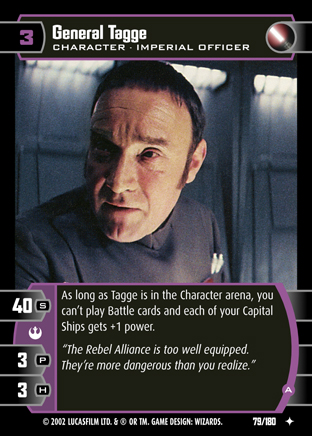 3 General Tagge
CHARACTER · IMPERIAL OFFICER
40 S
As long as Tagge is in the Character arena, you
can't play Battle cards and each of your Capital
Ships gets +1 power.
3 P
"The Rebel Alliance is too well equipped.
They're more dangerous than you realize."
3 H
A
© 2002 LUCASFILM LTD. & ® OR TM. GAME DESIGN: WIZARDS. 79/180